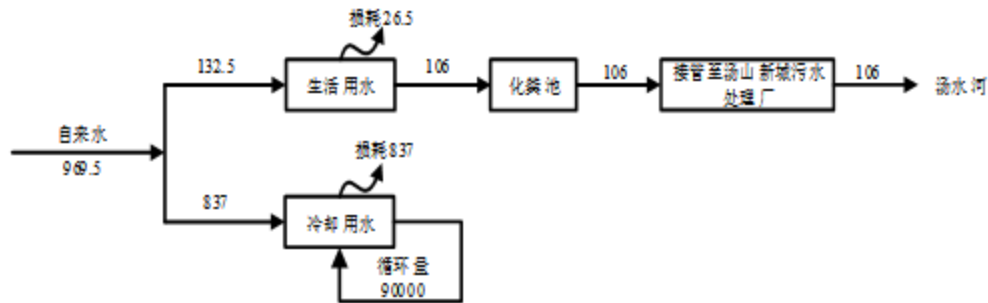 损耗26.5
132.5
生活用水
106
化粪池
106
接管至汤山新城污水
处理厂
106
汤水河
自来水
969.5
损耗837
837
冷却用水
循环量
90000